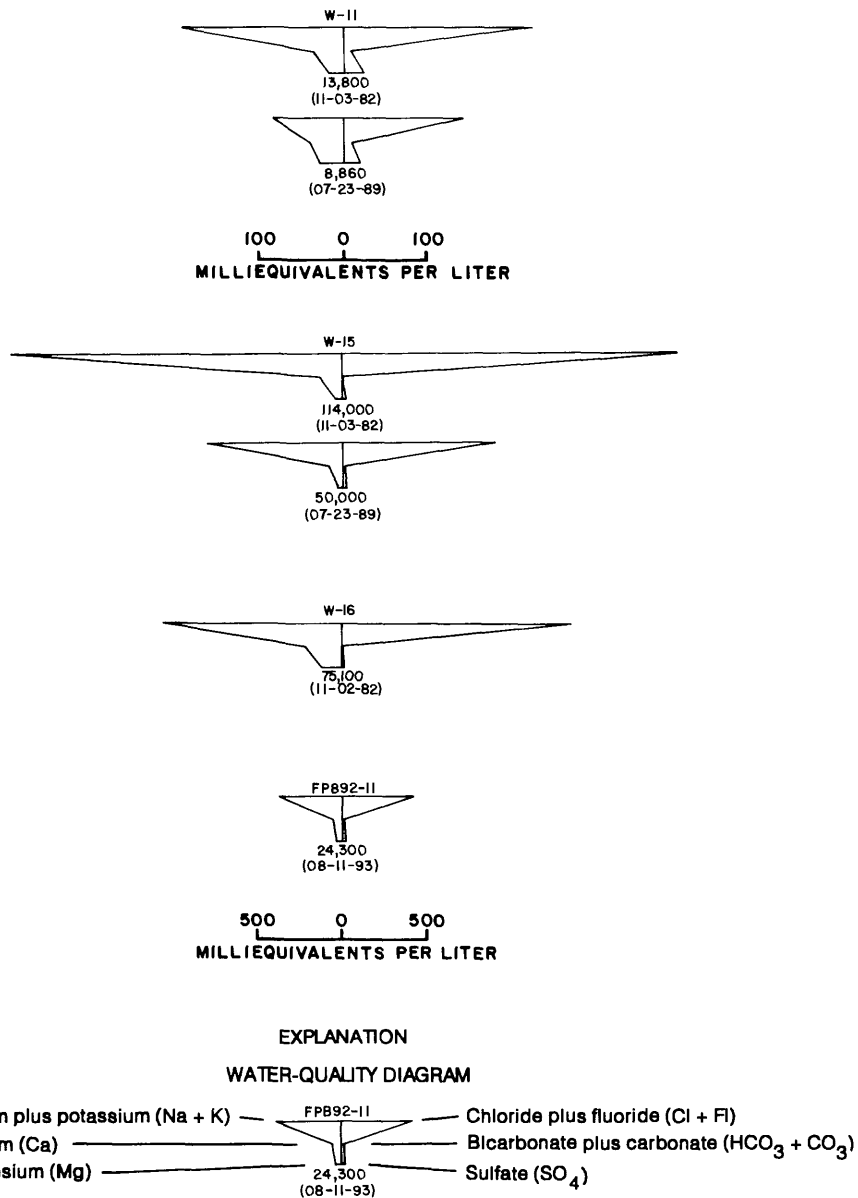 W-11
13,800
(11-03-82)
8,860
(07-23-89)
100 0 100
MILLIEQUIVALENTS PER LITER
W-15
114,000
(11-03-82)
50,000
(07-23-89)
W-16
75,100
(11-02-82)
FPB92-11
24,300
(08-11-93)
500 0 500
MILLIEQUIVALENTS PER LITER
EXPLANATION
WATER-QUALITY DIAGRAM
plus potassium (Na + K) FPB92-11 Chloride plus fluoride (Cl + Fl)
(Ca) Bicarbonate plus carbonate (HCO3 + CO3)
(Mg) 24,300 Sulfate (SO4)
(08-11-93)